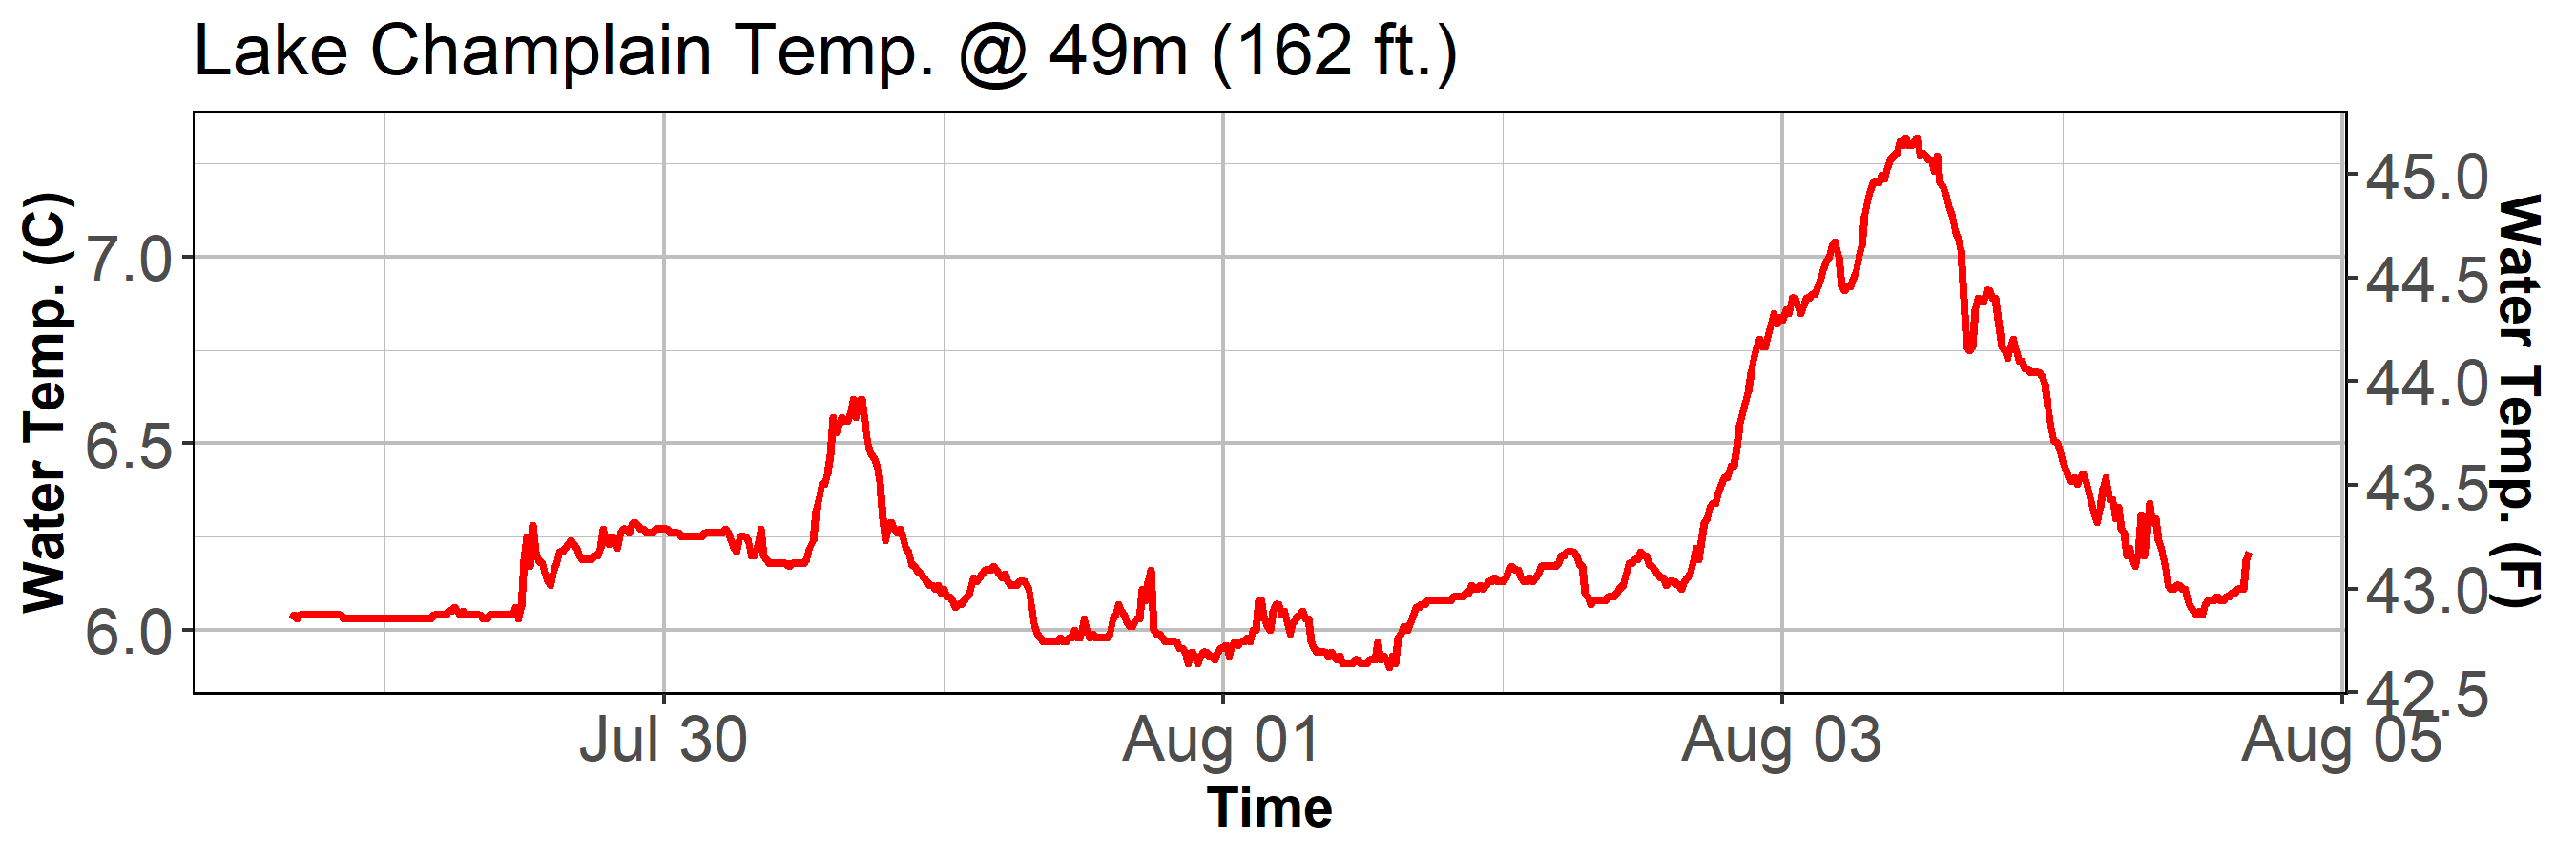 Lake Champlain Temp. @ 49m (162 ft.)
Water Temp. (C)
7.0
6.5
6.0
45.0
44.5
44.0
43.5
43.0
42.5
Water Temp. (F)
Jul 30 Aug 01 Aug 03 Aug 05
Time